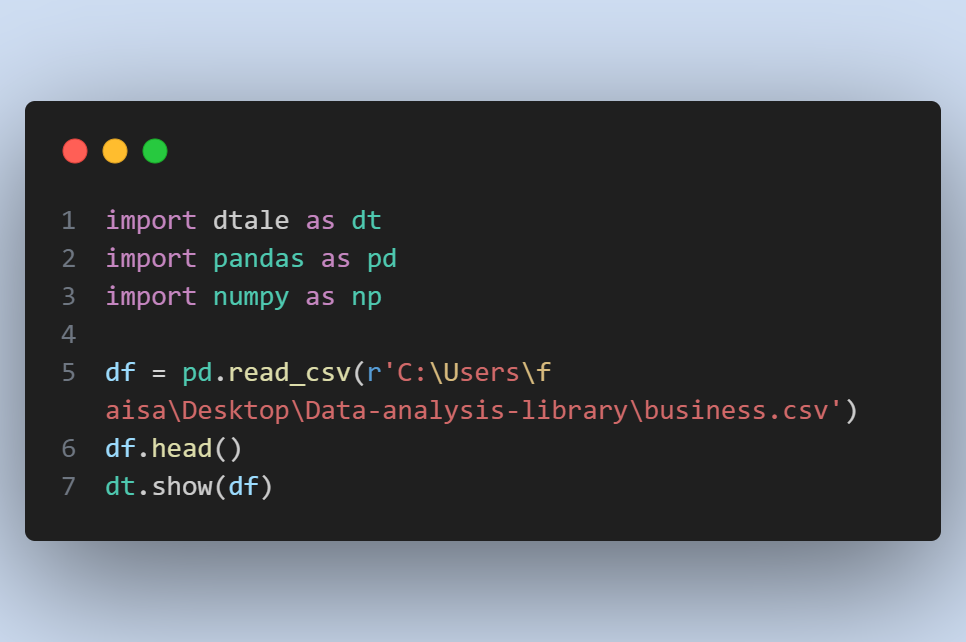 1 import dtale as dt
2 import pandas as pd
3 import numpy as np
4
5 df = pd.read_csv(r'C:\Users\f
aisa\Desktop\Data-analysis-library\business.csv')
6 df.head()
7 dt.show(df)